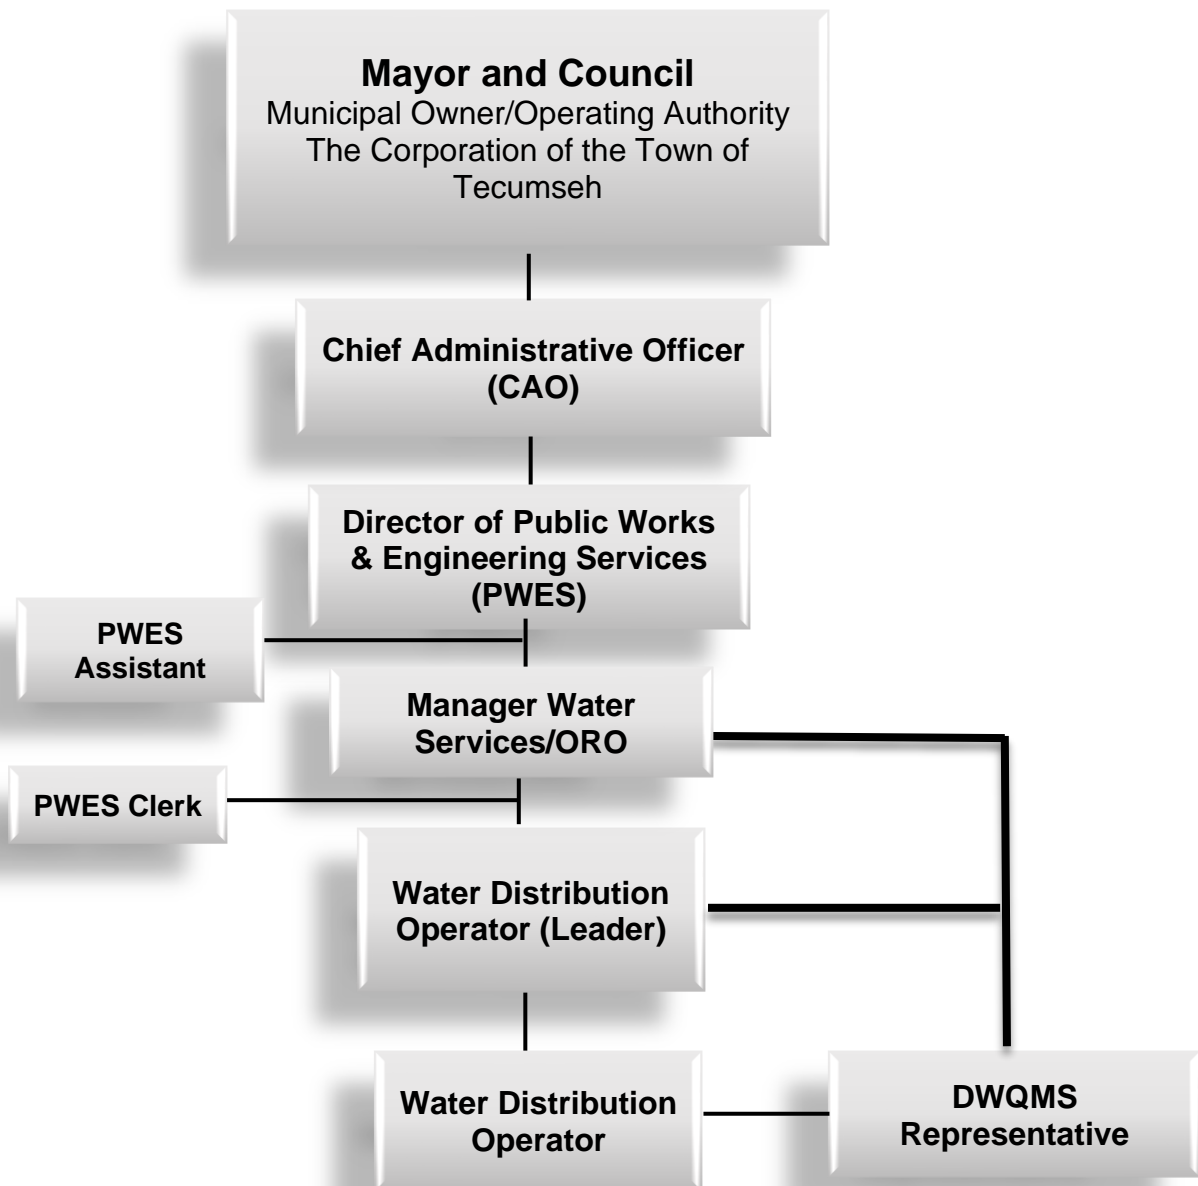 Mayor and Council
Municipal Owner/Operating Authority
The Corporation of the Town of
Tecumseh
Chief Administrative Officer
(CAO)
Director of Public Works
& Engineering Services
(PWES)
PWES
Assistant
Manager Water
Services/ORO
PWES Clerk
Water Distribution
Operator (Leader)
Water Distribution
Operator
DWQMS
Representative